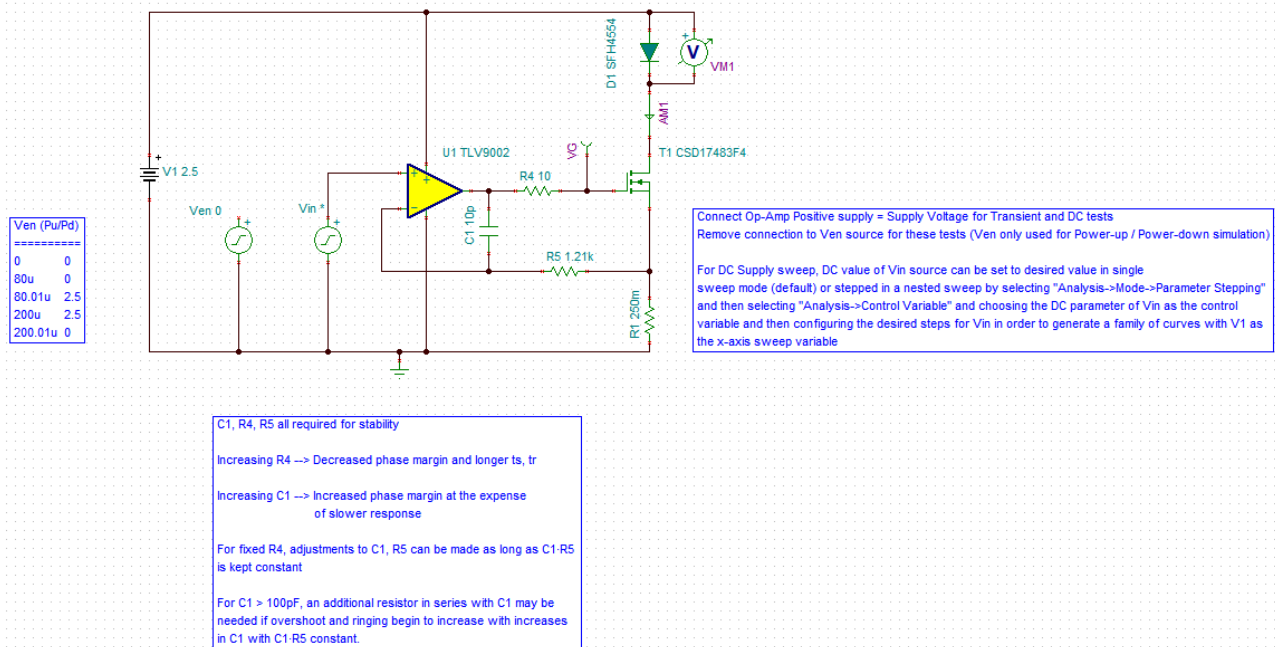 D1 SFH4554
V
+
VM1
AM1
+
V1 2.5
U1 TLV9002
VG
T1 CSD17483F4
R4 10
Ven 0
+
Vin *
+
+
-
+
C1 10p
R5 1.21k
R1 250m
Ven (Pu/Pd)
==========
0 0
80u 0
80.01u 2.5
200u 2.5
200.01u 0
Connect Op-Amp Positive supply = Supply Voltage for Transient and DC tests
Remove connection to Ven source for these tests (Ven only used for Power-up / Power-down simulation)
For DC Supply sweep, DC value of Vin source can be set to desired value in single
sweep mode (default) or stepped in a nested sweep by selecting "Analysis->Mode->Parameter Stepping"
and then selecting "Analysis->Control Variable" and choosing the DC parameter of Vin as the control
variable and then configuring the desired steps for Vin in order to generate a family of curves with V1 as
the x-axis sweep variable
C1, R4, R5 all required for stability
Increasing R4 --> Decreased phase margin and longer ts, tr
Increasing C1 --> Increased phase margin at the expense
of slower response
For fixed R4, adjustments to C1, R5 can be made as long as C1·R5
is kept constant
For C1 > 100pF, an additional resistor in series with C1 may be
needed if overshoot and ringing begin to increase with increases
in C1 with C1·R5 constant.